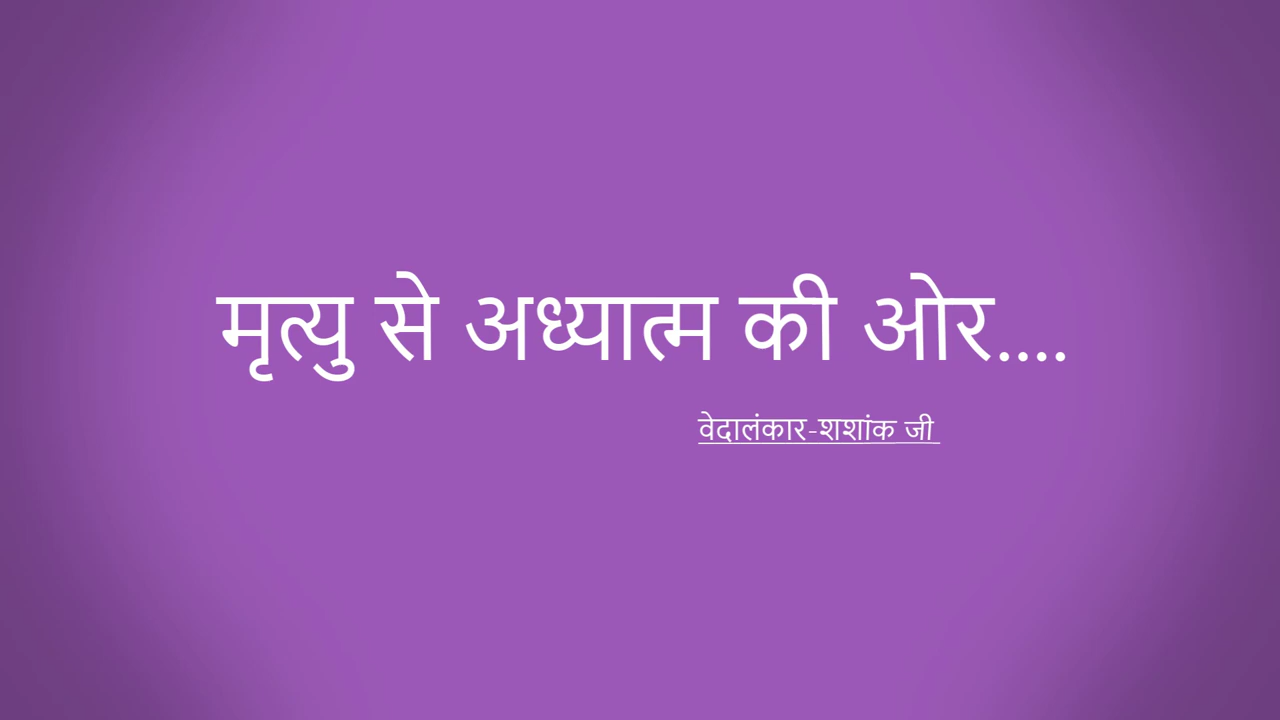 मृत्यु से अध्यात्म की ओर....
वेदालंकार-शशांक जी